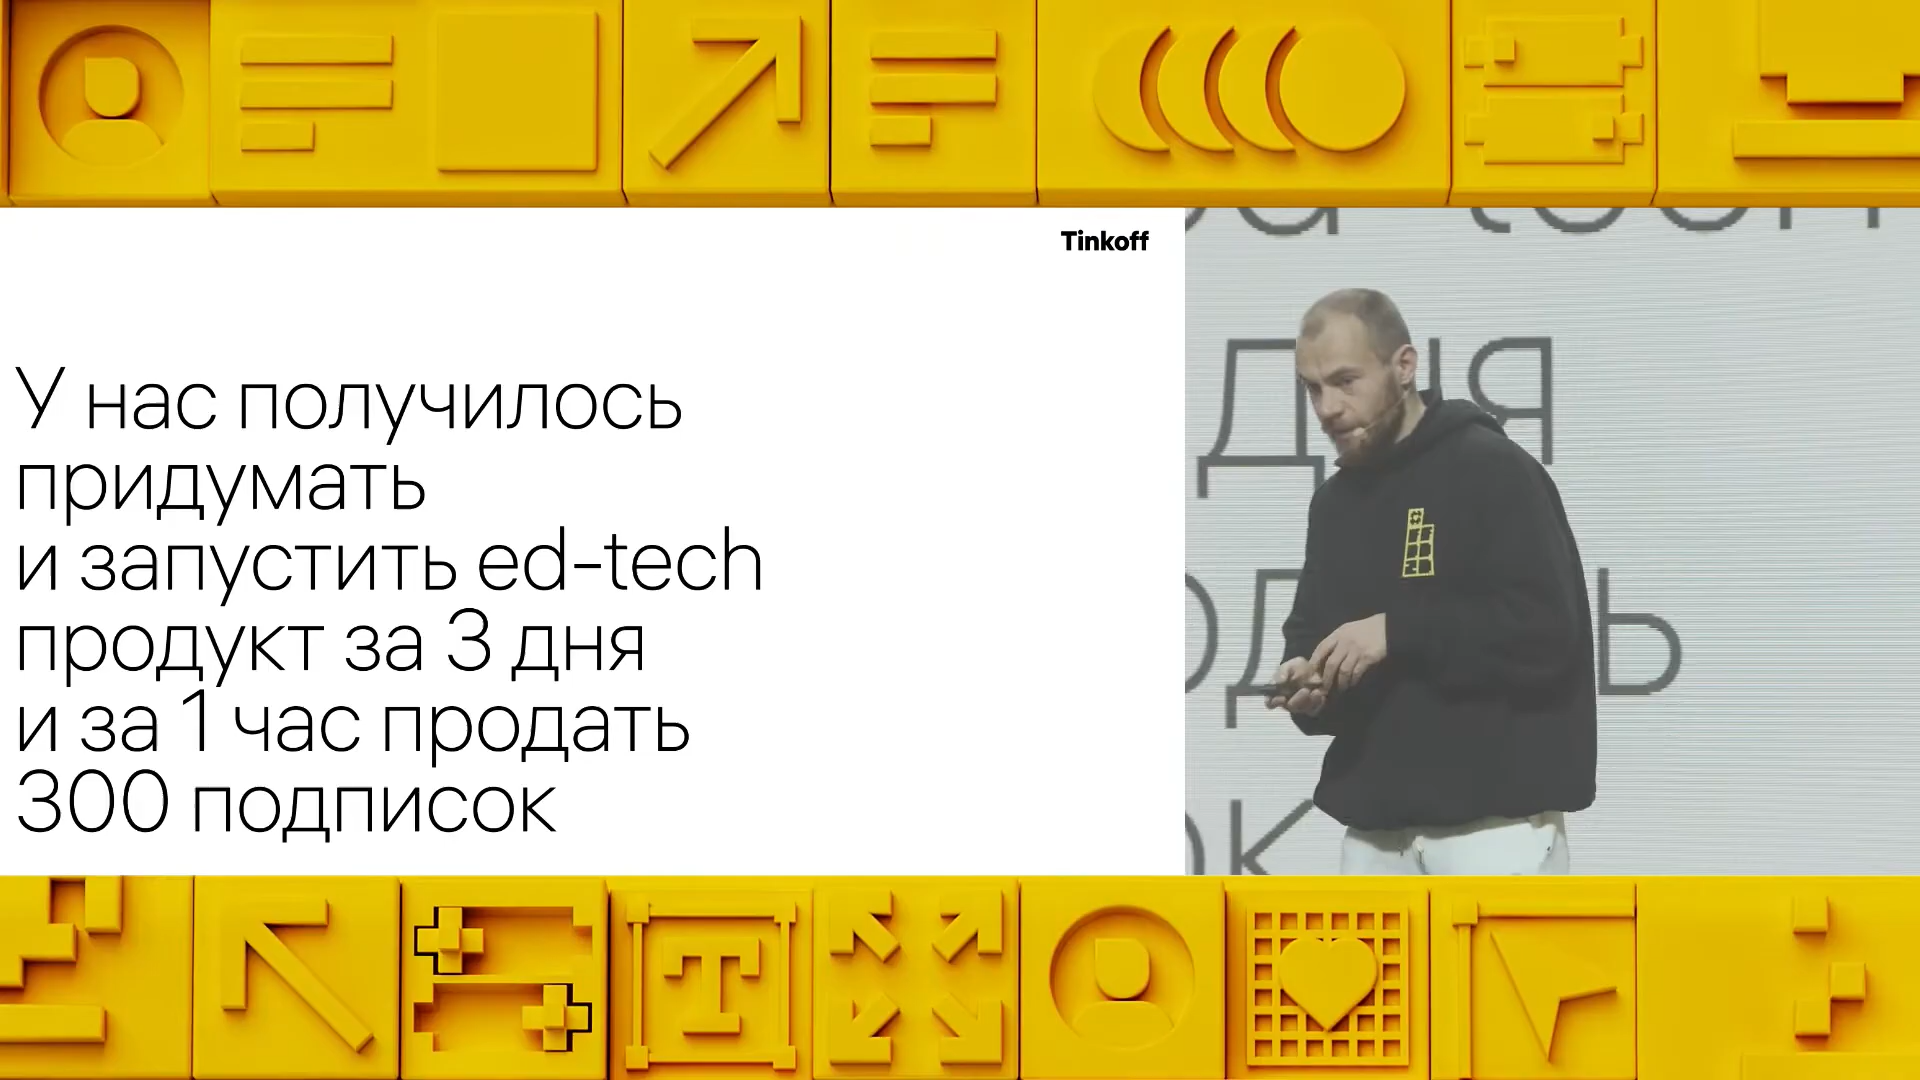 Tinkoff
У нас получилось
придумать
и запустить ed-tech
продукт за 3 дня
и за 1 час продать
300 подписок